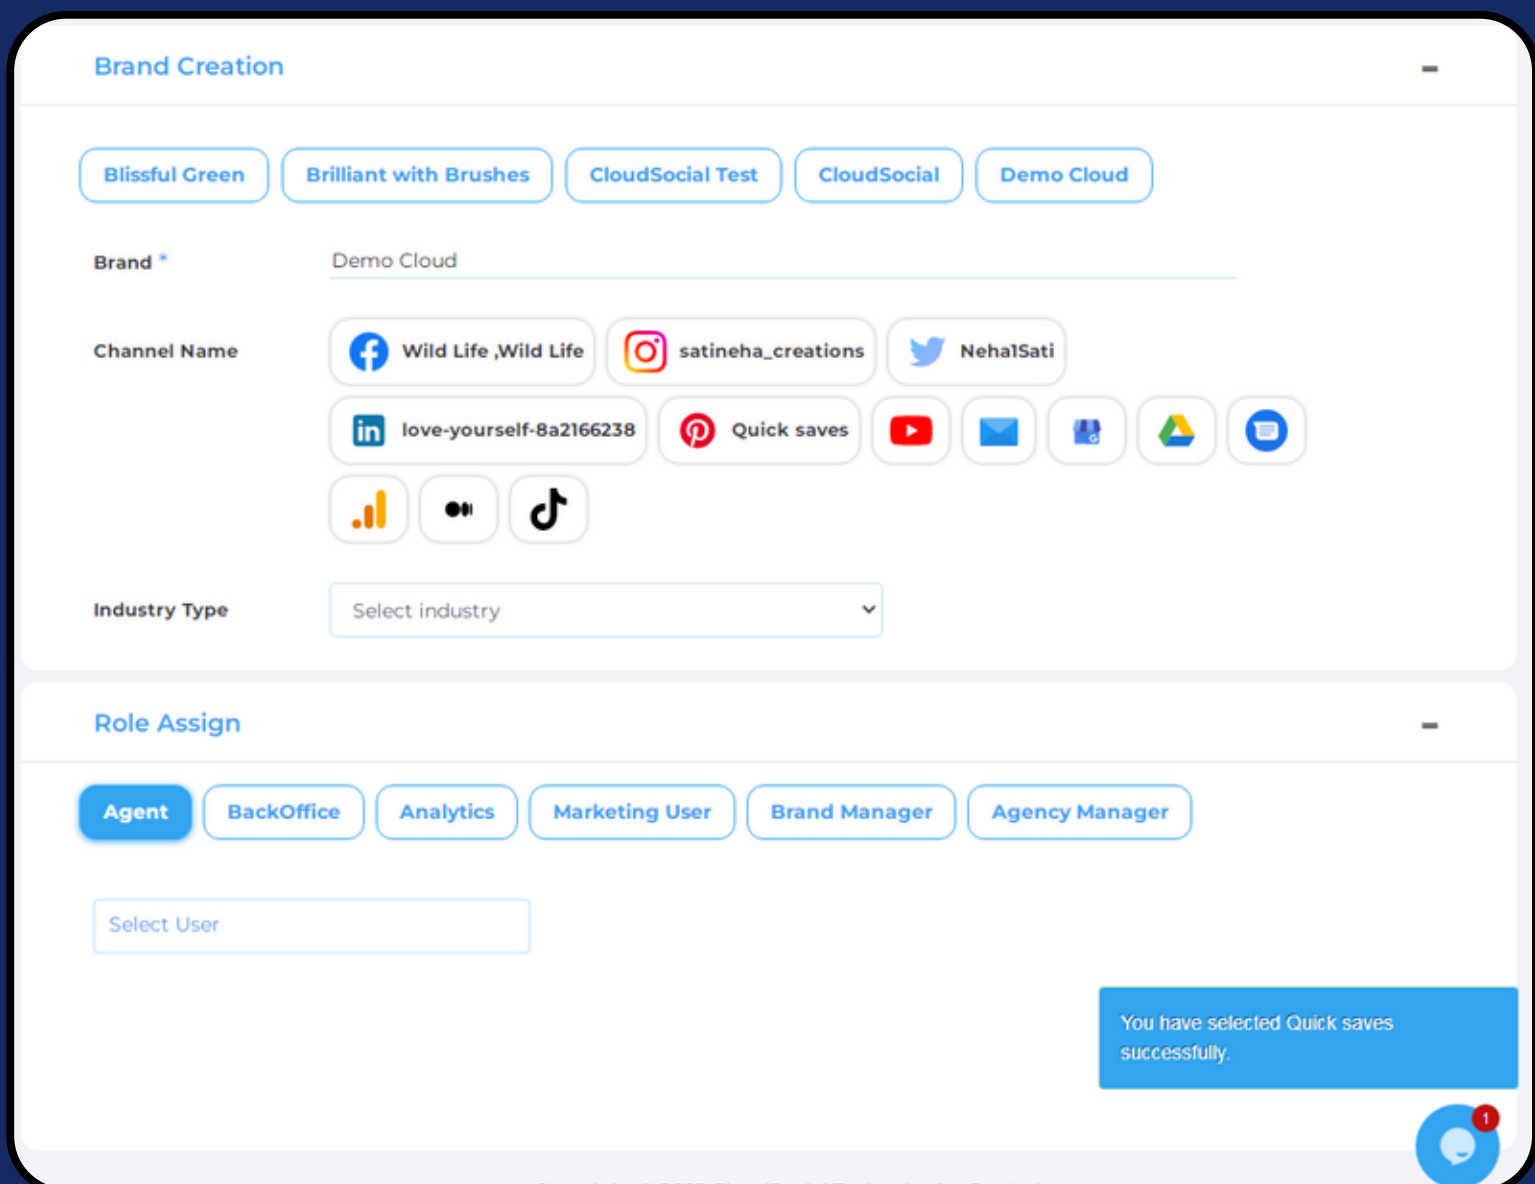 Brand Creation
Blissful Green Brilliant with Brushes CloudSocial Test CloudSocial Demo Cloud
Brand * Demo Cloud
Channel Name Wild Life ,Wild Life satineha_creations Neha1Sati
in love-yourself-8a2166238 Quick saves
Industry Type Select industry
Role Assign
Agent BackOffice Analytics Marketing User Brand Manager Agency Manager
Select User
You have selected Quick saves
successfully.
1